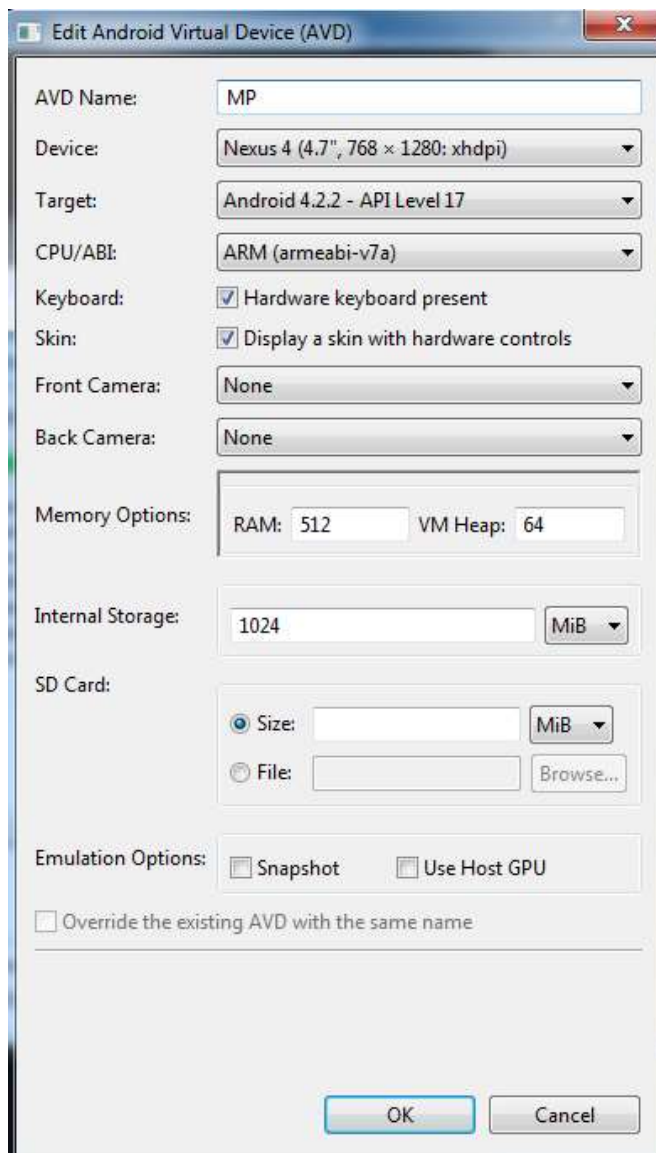 Edit Android Virtual Device (AVD)
AVD Name: MP
Device: Nexus 4 (4.7", 768 × 1280: xhdpi)
Target: Android 4.2.2 - API Level 17
CPU/ABI: ARM (armeabi-v7a)
Keyboard: Hardware keyboard present
Skin: Display a skin with hardware controls
Front Camera: None
Back Camera: None
Memory Options: RAM: 512 VM Heap: 64
Internal Storage: 1024 MiB
SD Card:
Size: MiB
File: Browse...
Emulation Options: Snapshot Use Host GPU
Override the existing AVD with the same name
OK Cancel